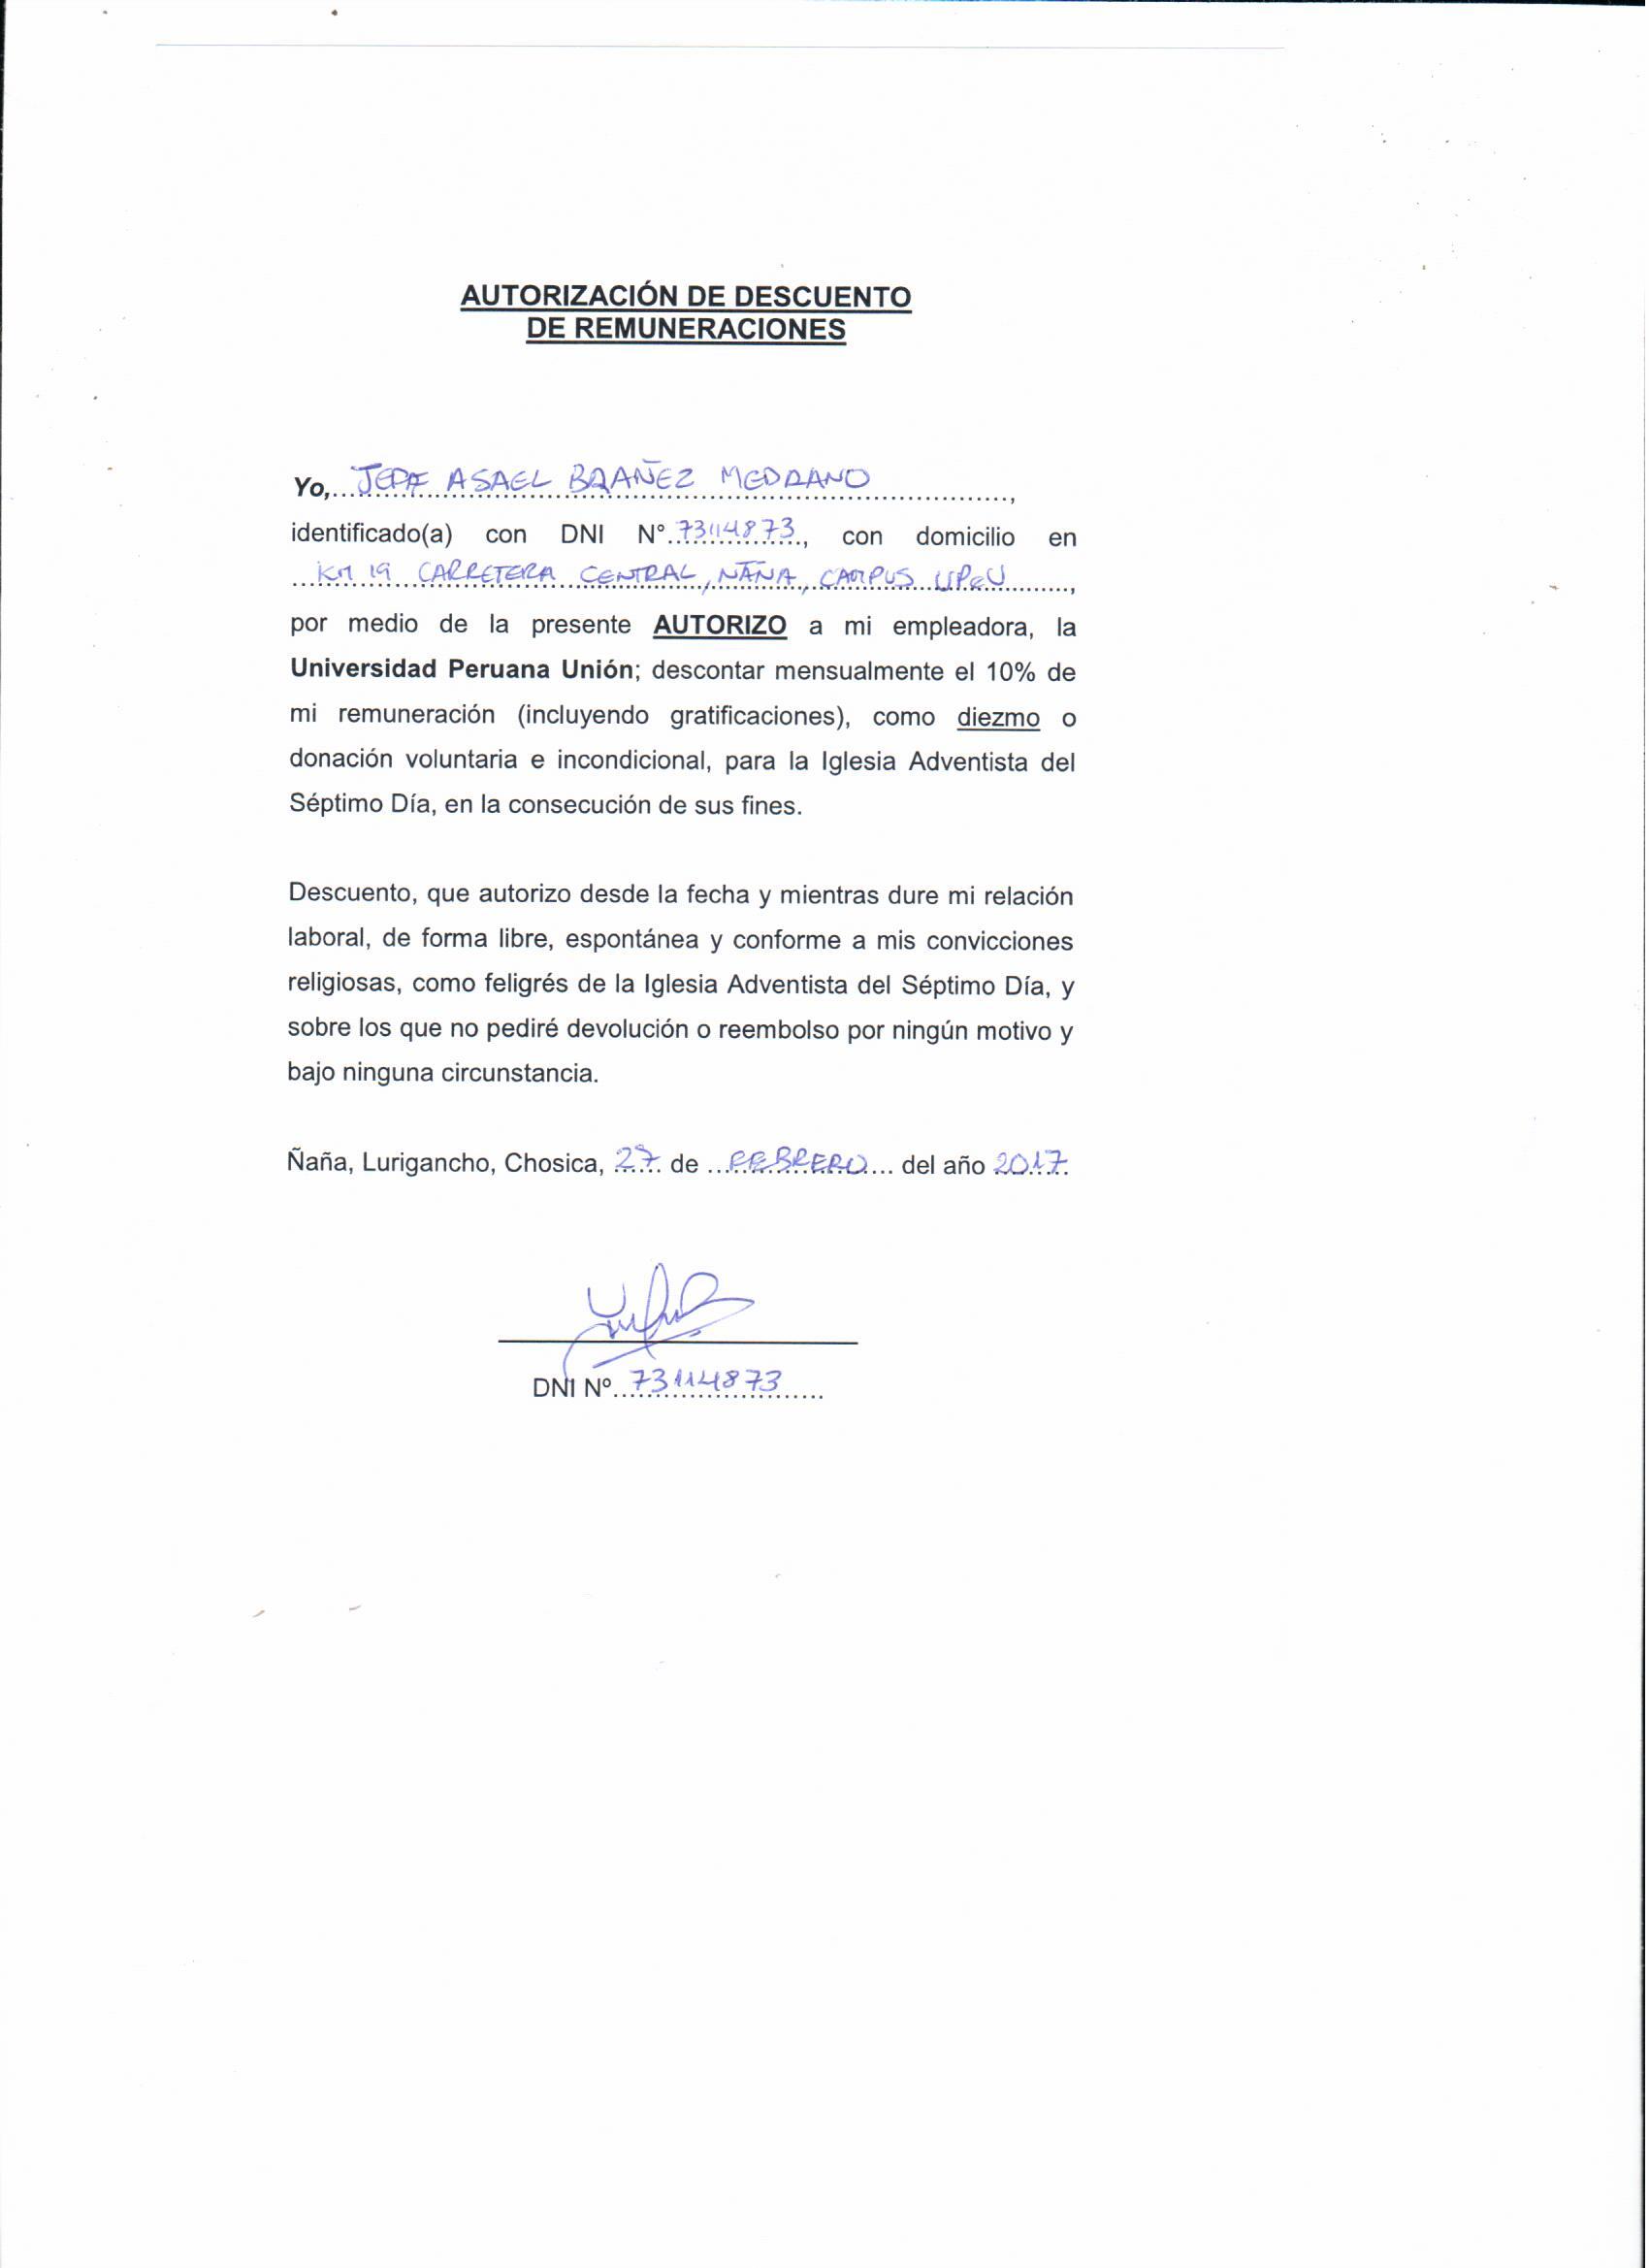 AUTORIZACIÓN DE DESCUENTO
DE REMUNERACIONES
Yo, ASAEL BRAÑEZ MEDRANO,
identificado(a) con DNI N° 73114873, con domicilio en
KM 19 CARRETERA CENTRAL, ÑAÑA, CAMPUS UPeU,
por medio de la presente AUTORIZO a mi empleadora, la
Universidad Peruana Unión; descontar mensualmente el 10% de
mi remuneración (incluyendo gratificaciones), como diezmo o
donación voluntaria e incondicional, para la Iglesia Adventista del
Séptimo Día, en la consecución de sus fines.
Descuento, que autorizo desde la fecha y mientras dure mi relación
laboral, de forma libre, espontánea y conforme a mis convicciones
religiosas, como feligrés de la Iglesia Adventista del Séptimo Día, y
sobre los que no pediré devolución o reembolso por ningún motivo y
bajo ninguna circunstancia.
Ñaña, Lurigancho, Chosica, 27 de FEBRERO del año 2017.
DNI Nº 73114873